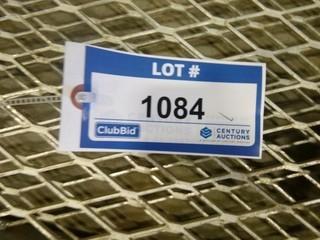 LOT #
1084
ClubBid
CENTURY
AUCTIONS